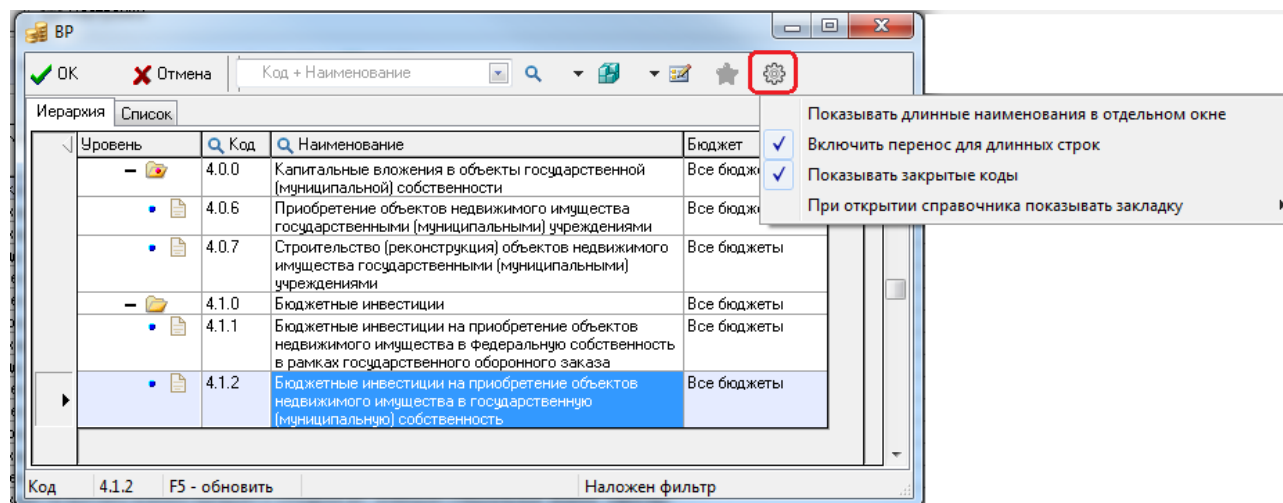 ВР
ОК Отмена Код + Наименование
Иерархия Список
Уровень Код Наименование Бюджет
4.0.0 Капитальные вложения в объекты государственной Все бюдж
(муниципальной) собственности
4.0.6 Приобретение объектов недвижимого имущества Все бюдж
государственными (муниципальными) учреждениями
4.0.7 Строительство (реконструкция) объектов недвижимого Все бюджеты
имущества государственными (муниципальными)
учреждениями
4.1.0 Бюджетные инвестиции Все бюджеты
4.1.1 Бюджетные инвестиции на приобретение объектов Все бюджеты
недвижимого имущества в федеральную собственность
в рамках государственного оборонного заказа
4.1.2 Бюджетные инвестиции на приобретение объектов Все бюджеты
недвижимого имущества в государственную
(муниципальную) собственность
Показывать длинные наименования в отдельном окне
Включить перенос для длинных строк
Показывать закрытые коды
При открытии справочника показывать закладку
Код 4.1.2 F5 - обновить Наложен фильтр